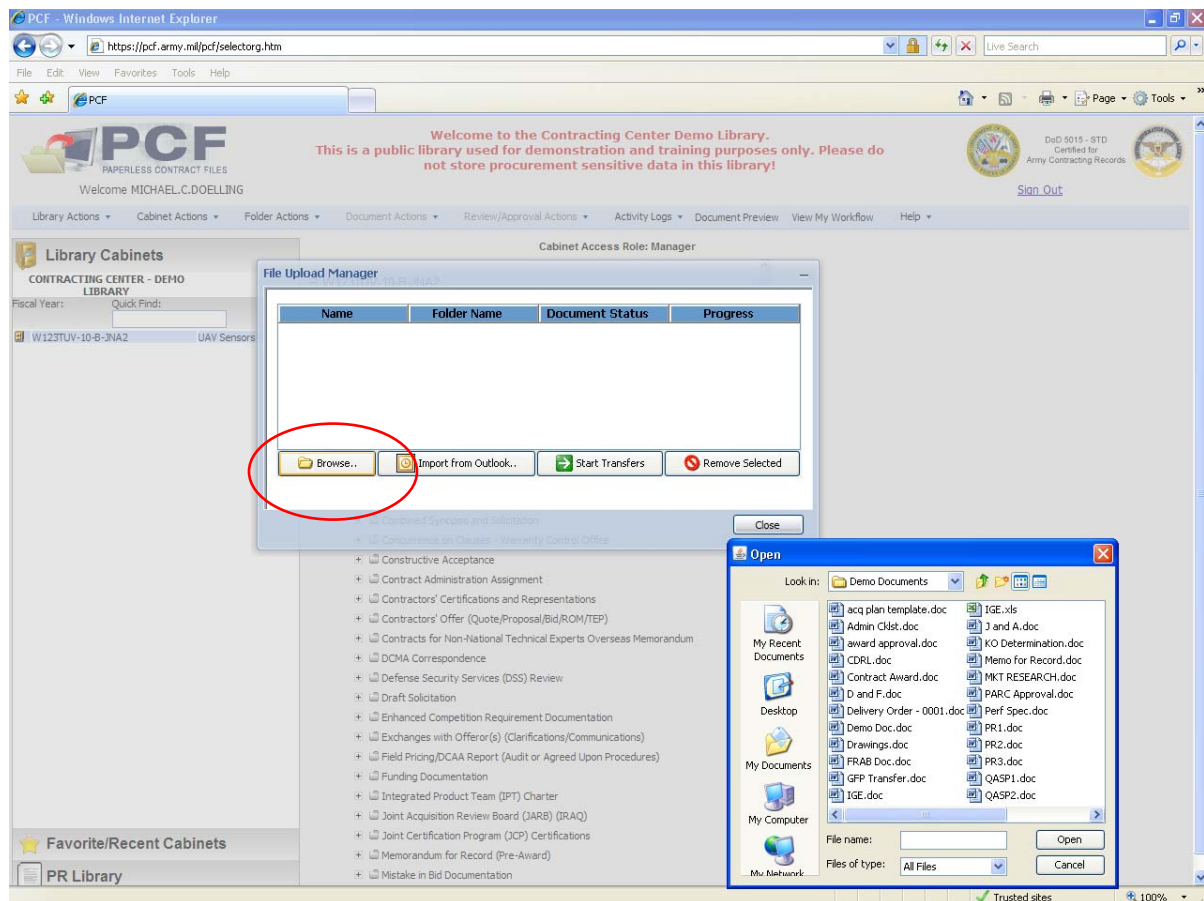 PCF - Windows Internet Explorer
https://pcf.army.mil/pcf/selectorg.htm
Live Search
File Edit View Favorites Tools Help
PCF
Page Tools
PCF
PAPERLESS CONTRACT FILES
Welcome MICHAEL.C.DOELLING
Welcome to the Contracting Center Demo Library.
This is a public library used for demonstration and training purposes only. Please do
not store procurement sensitive data in this library!
DoD 5015 - STD
Certified for
Army Contracting Records
Sign Out
Library Actions Cabinet Actions Folder Actions Document Actions Review/Approval Actions Activity Logs Document Preview View My Workflow Help
Library Cabinets
CONTRACTING CENTER - DEMO
LIBRARY
Fiscal Year: Quick Find:
W123TUV-10-B-JNA2 UAV Sensors
Cabinet Access Role: Manager
W123TUV-10-B-JNA2
File Upload Manager
Name Folder Name Document Status Progress
Browse.. Import from Outlook.. Start Transfers Remove Selected
Close
+ Combined Synopsis and Solicitation
+ Concurrence on Clauses - Warranty Control Office
+ Constructive Acceptance
+ Contract Administration Assignment
+ Contractors' Certifications and Representations
+ Contractors' Offer (Quote/Proposal/Bid/ROM/TEP)
+ Contracts for Non-National Technical Experts Overseas Memorandum
+ DCMA Correspondence
+ Defense Security Services (DSS) Review
+ Draft Solicitation
+ Enhanced Competition Requirement Documentation
+ Exchanges with Offeror(s) (Clarifications/Communications)
+ Field Pricing/DCAA Report (Audit or Agreed Upon Procedures)
+ Funding Documentation
+ Integrated Product Team (IPT) Charter
+ Joint Acquisition Review Board (JARB) (IRAQ)
+ Joint Certification Program (JCP) Certifications
+ Memorandum for Record (Pre-Award)
+ Mistake in Bid Documentation
Favorite/Recent Cabinets
PR Library
Open
Look in: Demo Documents
My Recent
Documents
Desktop
My Documents
My Computer
My Network
acq plan template.doc
Admin Cklst.doc
award approval.doc
CDRL.doc
Contract Award.doc
D and F.doc
Delivery Order - 0001.doc
Demo Doc.doc
Drawings.doc
FRAB Doc.doc
GFP Transfer.doc
IGE.doc
IGE.xls
J and A.doc
KO Determination.doc
Memo for Record.doc
MKT RESEARCH.doc
PARC Approval.doc
Perf Spec.doc
PR1.doc
PR2.doc
PR3.doc
QASP1.doc
QASP2.doc
File name: Open
Files of type: All Files Cancel
Trusted sites 100%